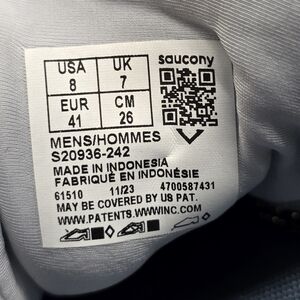 USA 8 UK 7 saucony
EUR 41 CM 26
MENS/HOMMES
S20936-242
MADE IN INDONESIA
FABRIQUÉ EN INDONÉSIE
61510 11/23 4700587431
MAY BE COVERED BY US PAT.
WWW.PATENTS.WWWINC.COM